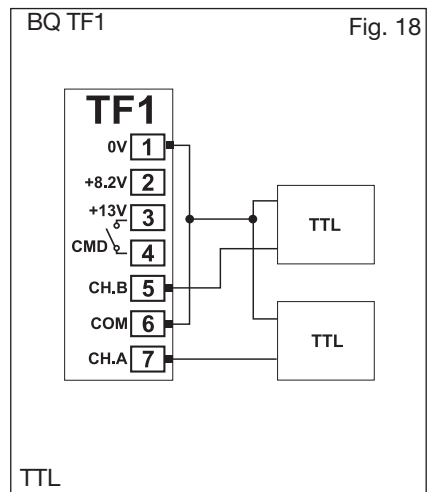 BQ TF1
Fig. 18
TF1
0V 1
+8.2V 2
+13V 3
CMD 4
CH.B 5
COM 6
CH.A 7
TTL
TTL
TTL